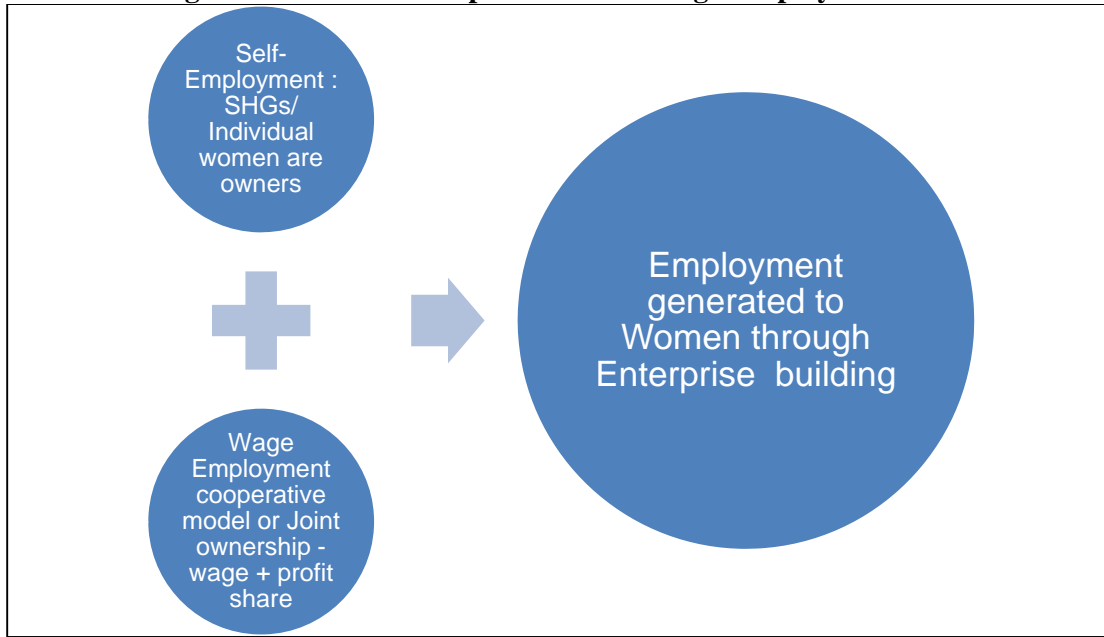 Self-
Employment :
SHGs/
Individual
women are
owners
Wage
Employment
cooperative
model or Joint
ownership -
wage + profit
share
Employment
generated to
Women through
Enterprise building